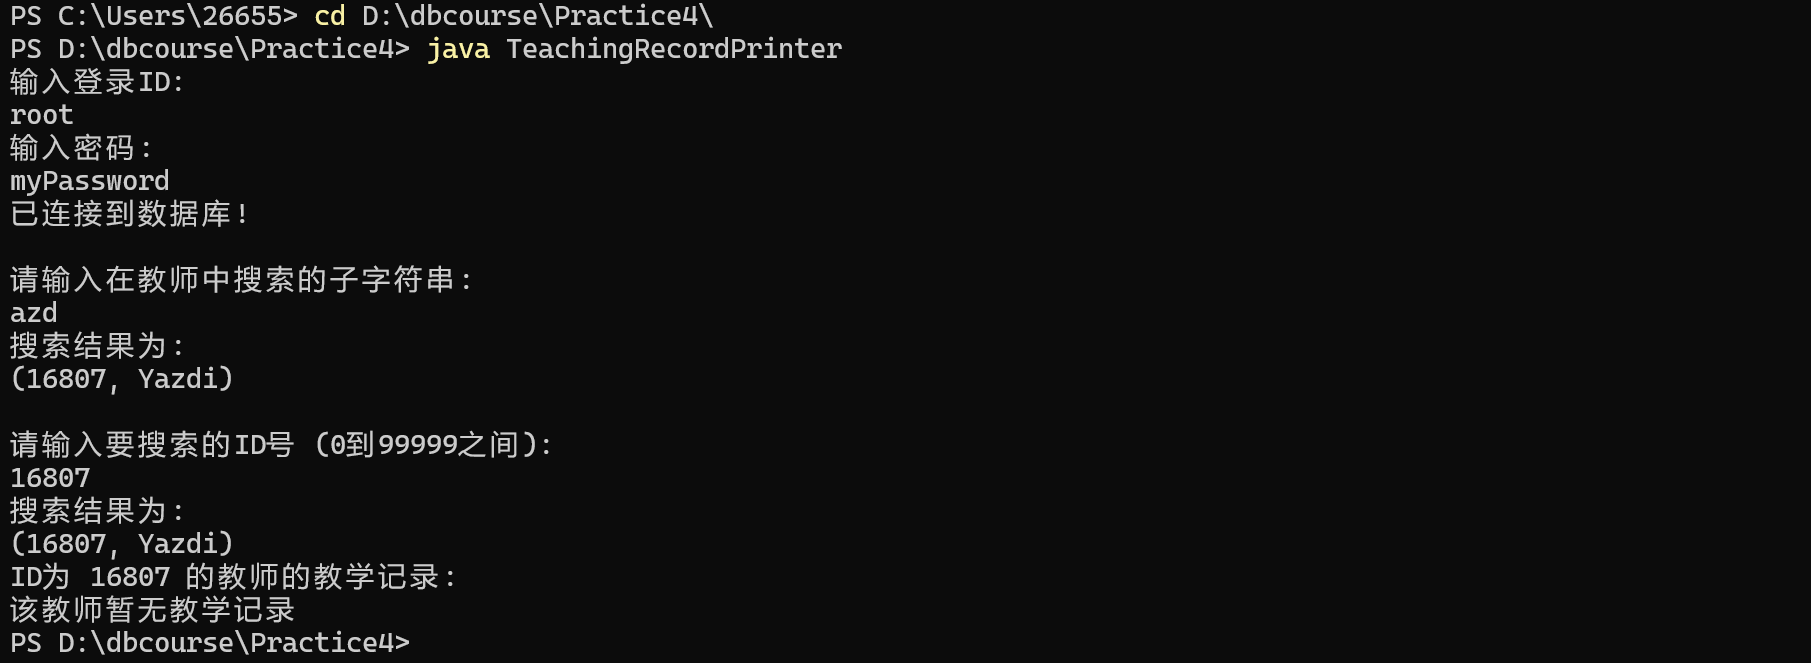 PS C:\Users\26655> cd D:\dbcourse\Practice4\
PS D:\dbcourse\Practice4> java TeachingRecordPrinter
输入登录ID:
root
输入密码:
myPassword
已连接到数据库!
请输入在教师中搜索的子字符串:
azd
搜索结果为:
(16807, Yazdi)
请输入要搜索的ID号 (0到99999之间):
16807
搜索结果为:
(16807, Yazdi)
ID为 16807 的教师的教学记录:
该教师暂无教学记录
PS D:\dbcourse\Practice4>